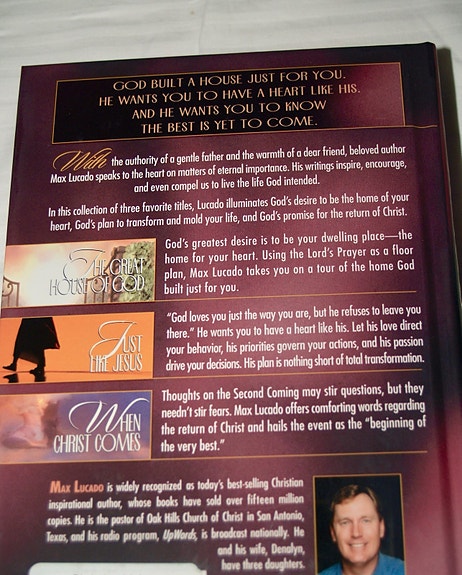 GOD BUILT A HOUSE JUST FOR YOU.
HE WANTS YOU TO HAVE A HEART LIKE HIS.
AND HE WANTS YOU TO KNOW
THE BEST IS YET TO COME.
With the authority of a gentle father and the warmth of a dear friend, beloved author
Max Lucado speaks to the heart on matters of eternal importance. His writings inspire, encourage,
and even compel us to live the life God intended.
In this collection of three favorite titles, Lucado illuminates God's desire to be the home of your
heart, God's plan to transform and mold your life, and God's promise for the return of Christ.
THE GREAT
HOUSE OF GOD
God's greatest desire is to be your dwelling place—the
home for your heart. Using the Lord's Prayer as a floor
plan, Max Lucado takes you on a tour of the home God
built just for you.
JUST
LIKE JESUS
"God loves you just the way you are, but he refuses to leave you
there." He wants you to have a heart like his. Let his love direct
your behavior, his priorities govern your actions, and his passion
drive your decisions. His plan is nothing short of total transformation.
WHEN
CHRIST COMES
Thoughts on the Second Coming may stir questions, but they
needn't stir fears. Max Lucado offers comforting words regarding
the return of Christ and hails the event as the "beginning of
the very best."
MAX LUCADO is widely recognized as today's best-selling Christian
inspirational author, whose books have sold over fifteen million
copies. He is the pastor of Oak Hills Church of Christ in San Antonio,
Texas, and his radio program, UpWords, is broadcast nationally. He
and his wife, Denalyn,
have three daughters.